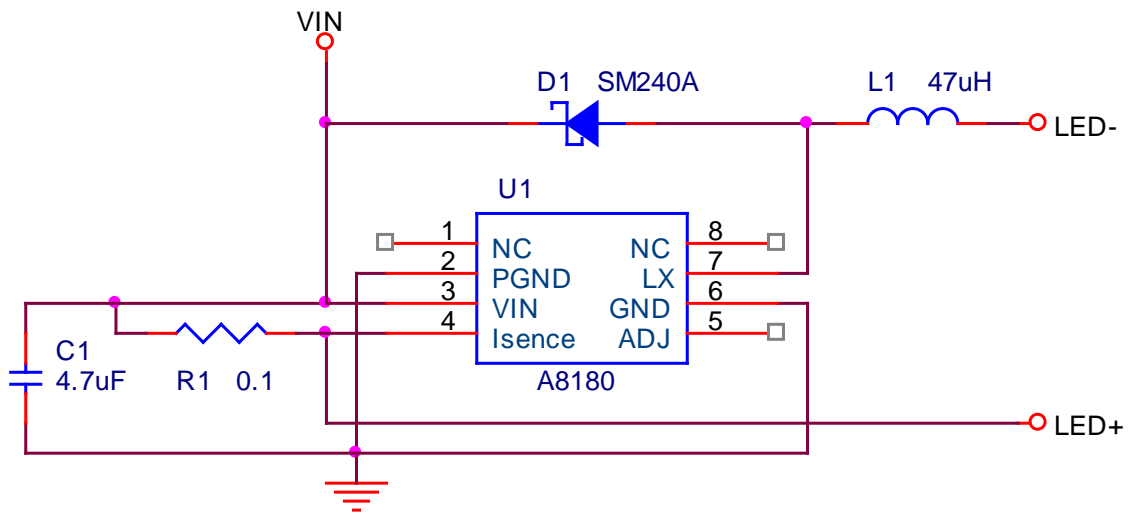 VIN
D1 SM240A
L1 47uH
LED-
U1
1 NC
NC 8
2 PGND
LX 7
3 VIN
GND 6
4 Isence
ADJ 5
A8180
C1
4.7uF
R1 0.1
LED+